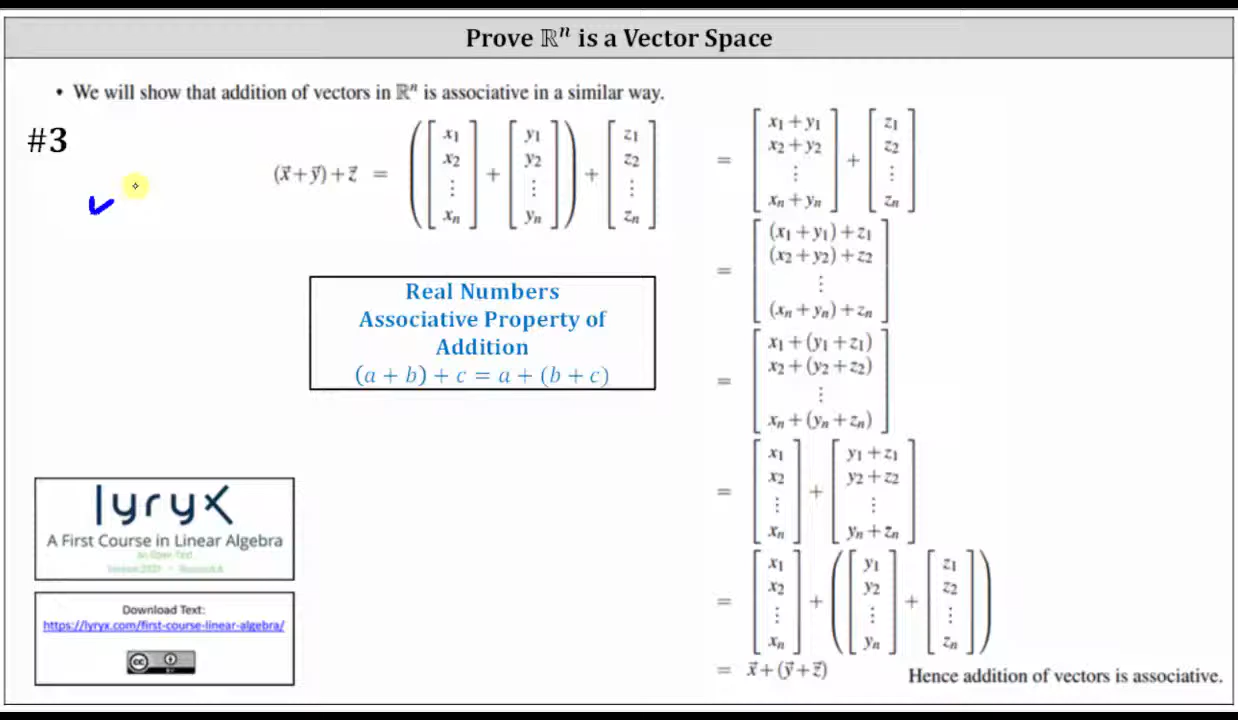 Prove ℝⁿ is a Vector Space
• We will show that addition of vectors in ℝⁿ is associative in a similar way.
#3
(x⃗+y⃗)+z⃗ = ([x₁ x₂ ⋮ xₙ] + [y₁ y₂ ⋮ yₙ]) + [z₁ z₂ ⋮ zₙ]
= [x₁+y₁ x₂+y₂ ⋮ xₙ+yₙ] + [z₁ z₂ ⋮ zₙ]
= [(x₁+y₁)+z₁ (x₂+y₂)+z₂ ⋮ (xₙ+yₙ)+zₙ]
= [x₁+(y₁+z₁) x₂+(y₂+z₂) ⋮ xₙ+(yₙ+zₙ)]
= [x₁ x₂ ⋮ xₙ] + [y₁+z₁ y₂+z₂ ⋮ yₙ+zₙ]
= [x₁ x₂ ⋮ xₙ] + ([y₁ y₂ ⋮ yₙ] + [z₁ z₂ ⋮ zₙ])
= x⃗+(y⃗+z⃗)
Hence addition of vectors is associative.
Real Numbers
Associative Property of
Addition
(a + b) + c = a + (b + c)
lyryx
A First Course in Linear Algebra
an Open Text
Download Text:
https://lyryx.com/first-course-linear-algebra/
cc